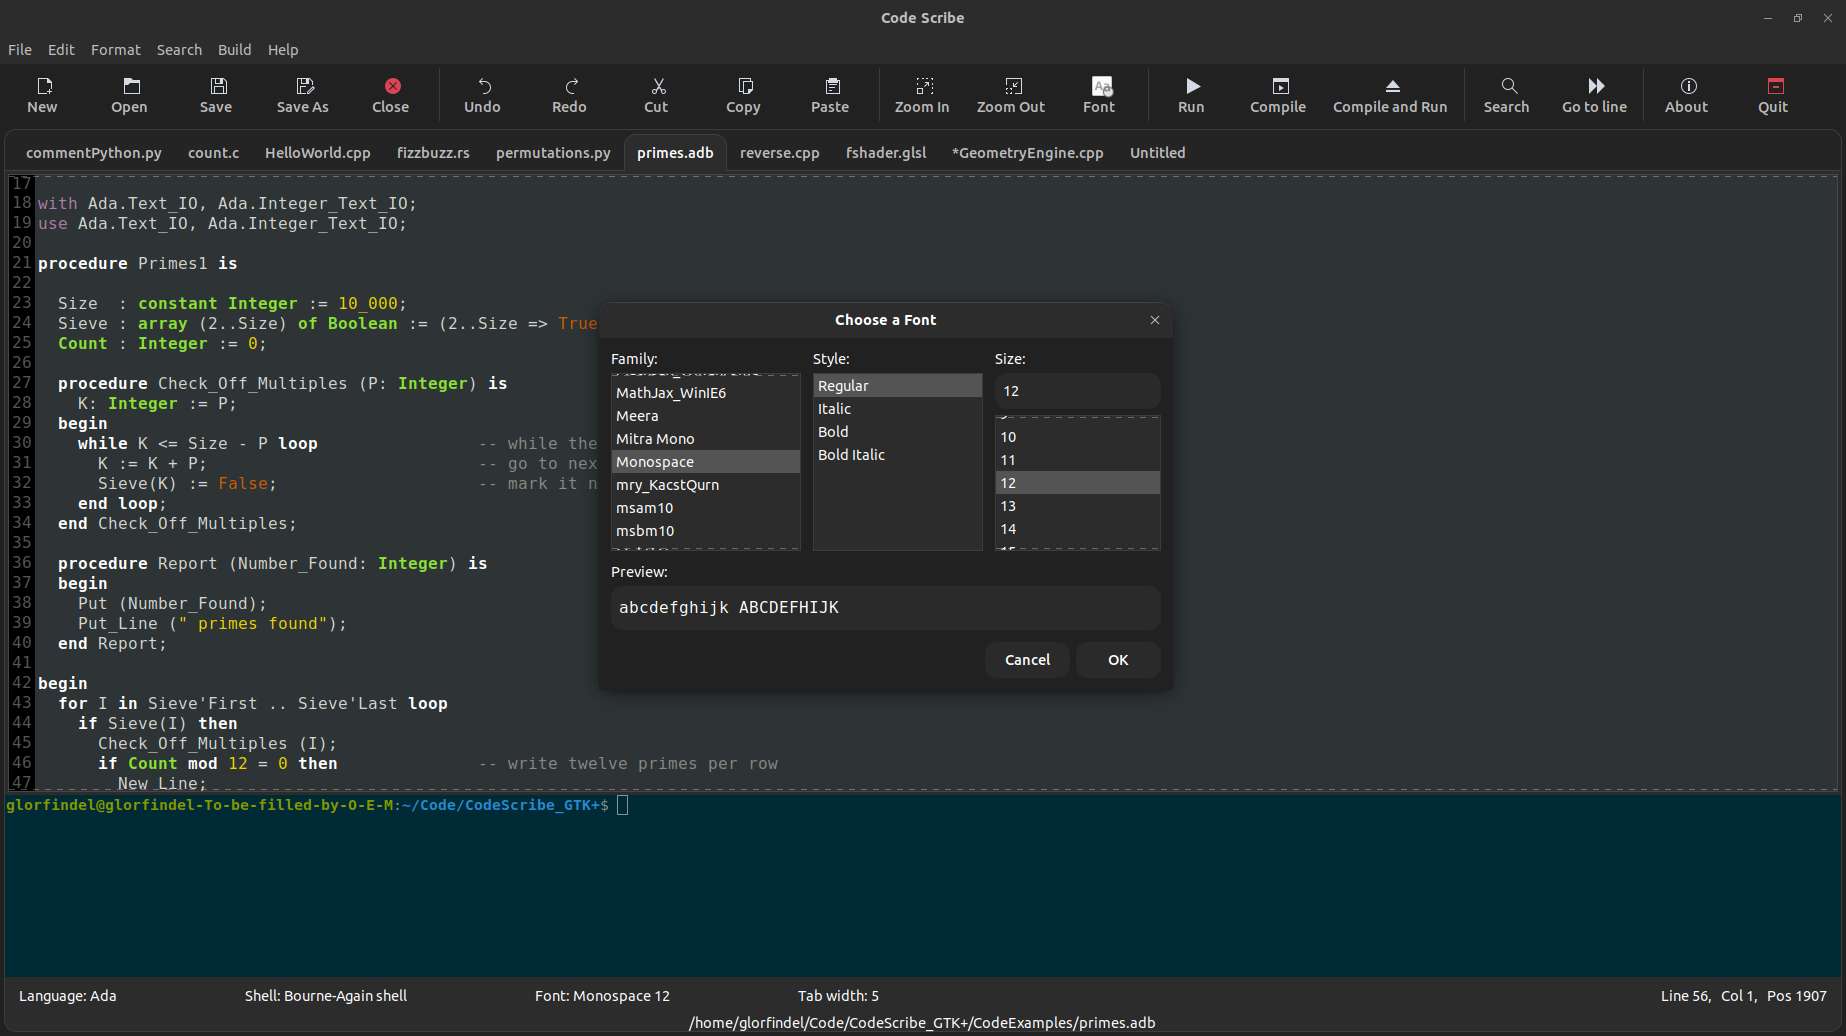 Code Scribe
File Edit Format Search Build Help
New Open Save Save As Close Undo Redo Cut Copy Paste Zoom In Zoom Out Font Run Compile Compile and Run Search Go to line About Quit
commentPython.py count.c HelloWorld.cpp fizzbuzz.rs permutations.py primes.adb reverse.cpp fshader.glsl *GeometryEngine.cpp Untitled
17
18 with Ada.Text_IO, Ada.Integer_Text_IO;
19 use Ada.Text_IO, Ada.Integer_Text_IO;
20
21 procedure Primes1 is
22
23 Size : constant Integer := 10_000;
24 Sieve : array (2..Size) of Boolean := (2..Size => True
25 Count : Integer := 0;
26
27 procedure Check_Off_Multiples (P: Integer) is
28 K: Integer := P;
29 begin
30 while K <= Size - P loop -- while the
31 K := K + P; -- go to nex
32 Sieve(K) := False; -- mark it n
33 end loop;
34 end Check_Off_Multiples;
35
36 procedure Report (Number_Found: Integer) is
37 begin
38 Put (Number_Found);
39 Put_Line (" primes found");
40 end Report;
41
42 begin
43 for I in Sieve'First .. Sieve'Last loop
44 if Sieve(I) then
45 Check_Off_Multiples (I);
46 if Count mod 12 = 0 then -- write twelve primes per row
47 New_Line;
Choose a Font
Family: Style: Size:
MathJax_WinIE6
Meera
Mitra Mono
Monospace
mry_KacstQurn
msam10
msbm10
Regular
Italic
Bold
Bold Italic
12
10
11
12
13
14
Preview:
abcdefghijk ABCDEFHIJK
Cancel OK
glorfindel@glorfindel-To-be-filled-by-O-E-M:~/Code/CodeScribe_GTK+$
Language: Ada Shell: Bourne-Again shell Font: Monospace 12 Tab width: 5 Line 56, Col 1, Pos 1907
/home/glorfindel/Code/CodeScribe_GTK+/CodeExamples/primes.adb